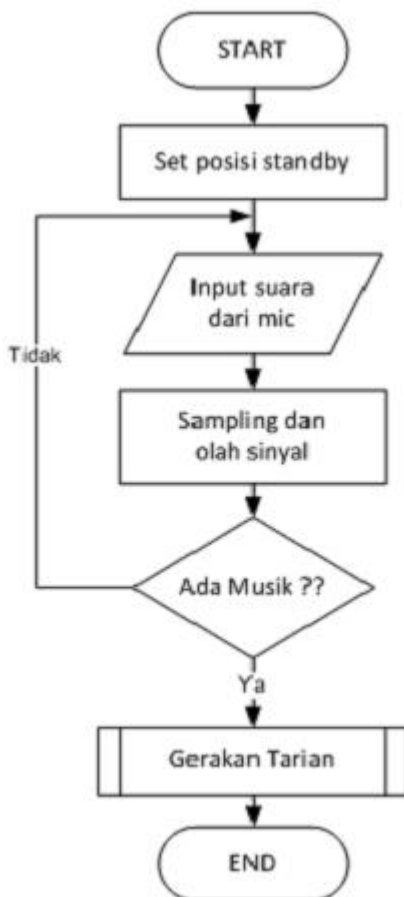 START
Set posisi standby
Input suara
dari mic
Tidak
Sampling dan
olah sinyal
Ada Musik ??
Ya
Gerakan Tarian
END